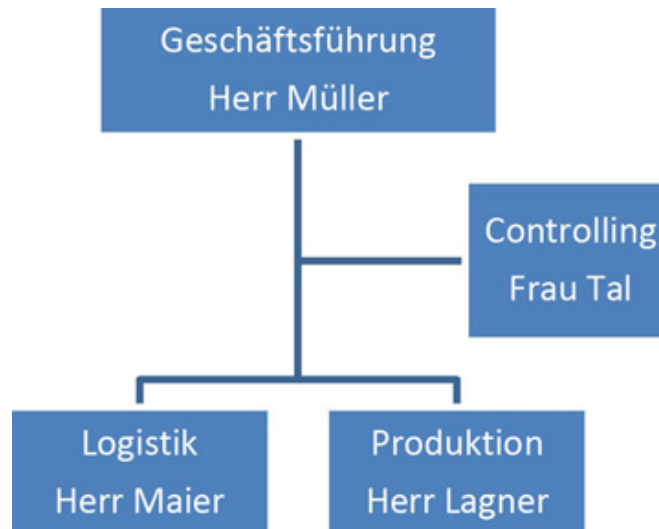 Geschäftsführung
Herr Müller
Controlling
Frau Tal
Logistik
Herr Maier
Produktion
Herr Lagner